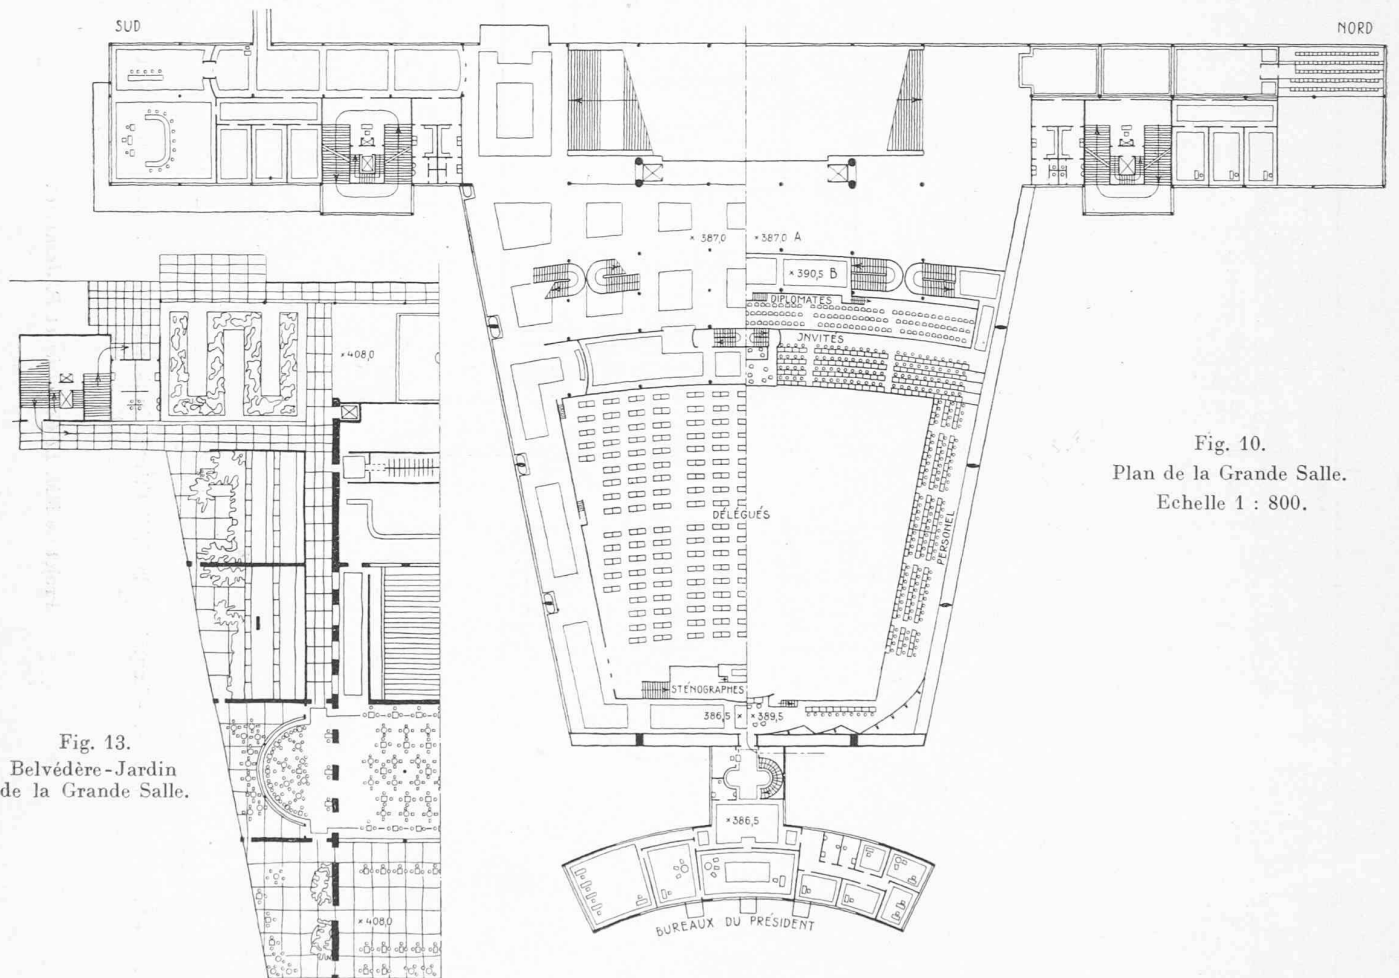 SUD
NORD
× 387,0
× 387,0 A
× 390,5 B
DIPLOMATES
INVITÉS
× 408,0
Fig. 10.
Plan de la Grande Salle.
Echelle 1 : 800.
DÉLÉGUÉS
PERSONEL
STÉNOGRAPHES
386,5 ×
× 389,5
Fig. 13.
Belvédère-Jardin
de la Grande Salle.
× 386,5
× 408,0
BUREAUX DU PRÉSIDENT